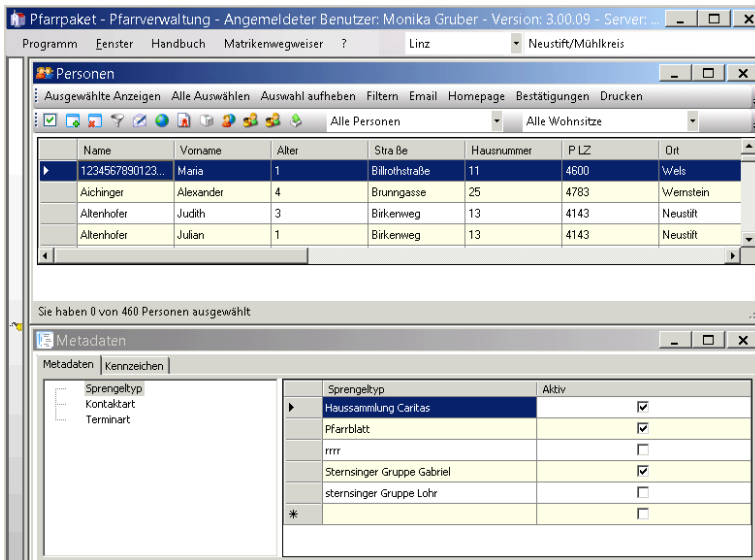 Pfarrpaket - Pfarrverwaltung - Angemeldeter Benutzer: Monika Gruber - Version: 3.00.09 - Server: ...
Programm Fenster Handbuch Matrikenwegweiser ? Linz Neustift/Mühlkreis
Personen
Ausgewählte Anzeigen Alle Auswählen Auswahl aufheben Filtern Email Homepage Bestätigungen Drucken
Alle Personen Alle Wohnsitze
Name Vorname Alter Straße Hausnummer PLZ Ort
1234567890123... Maria 1 Billrothstraße 11 4600 Wels
Aichinger Alexander 4 Brunngasse 25 4783 Wernstein
Altenhofer Judith 3 Birkenweg 13 4143 Neustift
Altenhofer Julian 1 Birkenweg 13 4143 Neustift
Sie haben 0 von 460 Personen ausgewählt
Metadaten
Metadaten Kennzeichen
Sprengeltyp
Kontaktart
Terminart
Sprengeltyp Aktiv
Haussammlung Caritas
Pfarrblatt
rrrr
Sternsinger Gruppe Gabriel
sternsinger Gruppe Lohr